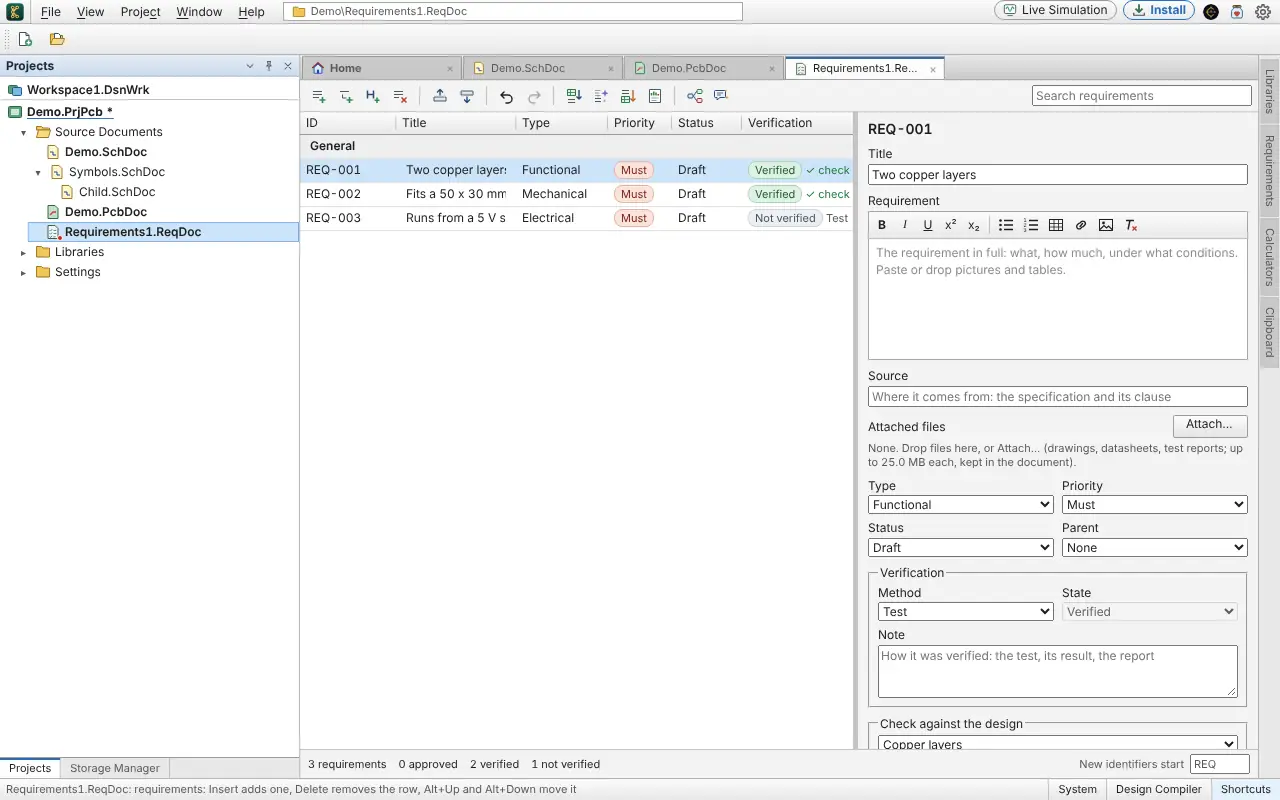 File View Project Window Help Demo\Requirements1.ReqDoc Live Simulation Install
Projects
Workspace1.DsnWrk
Demo.PrjPcb *
Source Documents
Demo.SchDoc
Symbols.SchDoc
Child.SchDoc
Demo.PcbDoc
Requirements1.ReqDoc
Libraries
Settings
Projects Storage Manager
Home Demo.SchDoc Demo.PcbDoc Requirements1.Re...
Search requirements
ID Title Type Priority Status Verification
General
REQ-001 Two copper layers Functional Must Draft Verified ✓ check
REQ-002 Fits a 50 x 30 mm Mechanical Must Draft Verified ✓ check
REQ-003 Runs from a 5 V s Electrical Must Draft Not verified Test
3 requirements 0 approved 2 verified 1 not verified
REQ-001
Title
Two copper layers
Requirement
B I U x² x₂
The requirement in full: what, how much, under what conditions.
Paste or drop pictures and tables.
Source
Where it comes from: the specification and its clause
Attached files Attach...
None. Drop files here, or Attach... (drawings, datasheets, test reports; up
to 25.0 MB each, kept in the document).
Type Priority
Functional Must
Status Parent
Draft None
Verification
Method State
Test Verified
Note
How it was verified: the test, its result, the report
Check against the design
Copper layers
New identifiers start REQ
Libraries
Requirements
Calculators
Clipboard
Requirements1.ReqDoc: requirements: Insert adds one, Delete removes the row, Alt+Up and Alt+Down move it
System Design Compiler Shortcuts